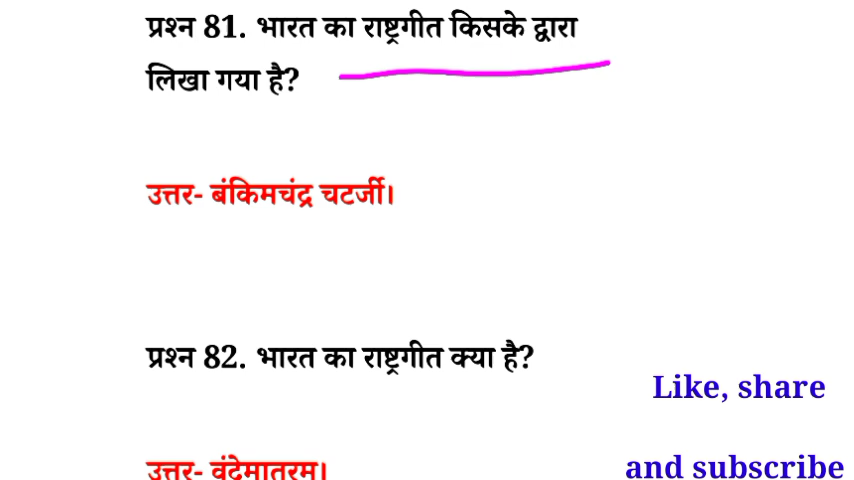 प्रश्न 81. भारत का राष्ट्रगीत किसके द्वारा
लिखा गया है?
उत्तर- बंकिमचंद्र चटर्जी।
प्रश्न 82. भारत का राष्ट्रगीत क्या है?
Like, share
उत्तर- वंदेमातरम।
and subscribe